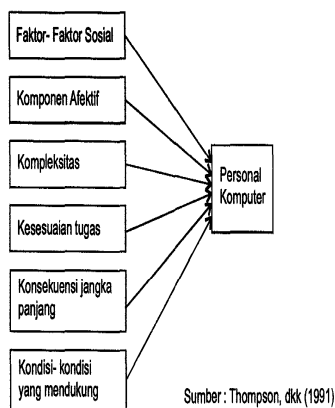 Faktor- Faktor Sosial
Komponen Afektif
Kompleksitas
Kesesuaian tugas
Konsekuensi jangka
panjang
Kondisi- kondisi
yang mendukung
Personal
Komputer
Sumber : Thompson, dkk (1991)